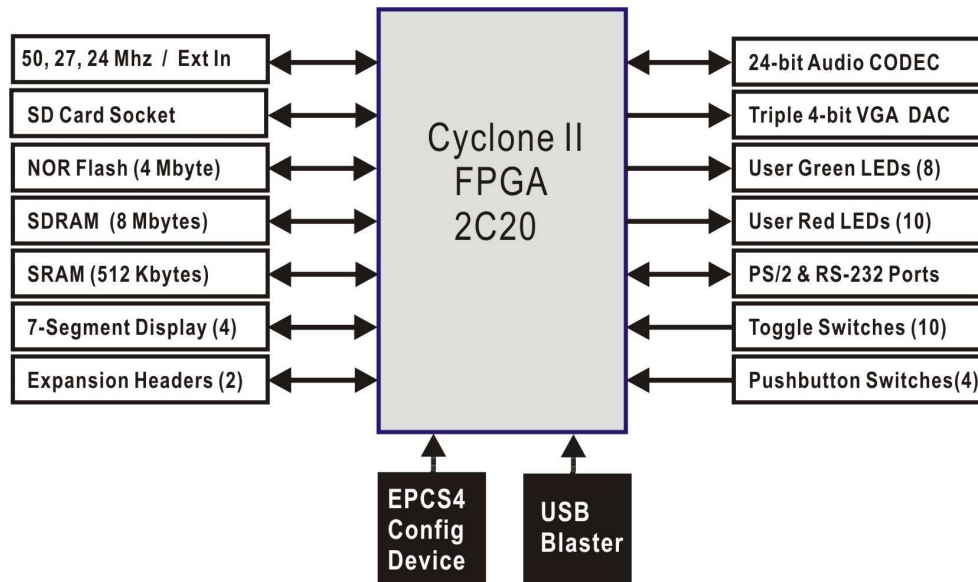 50, 27, 24 Mhz / Ext In
SD Card Socket
NOR Flash (4 Mbyte)
SDRAM (8 Mbytes)
SRAM (512 Kbytes)
7-Segment Display (4)
Expansion Headers (2)
Cyclone II
FPGA
2C20
24-bit Audio CODEC
Triple 4-bit VGA DAC
User Green LEDs (8)
User Red LEDs (10)
PS/2 & RS-232 Ports
Toggle Switches (10)
Pushbutton Switches(4)
EPCS4
Config
Device
USB
Blaster